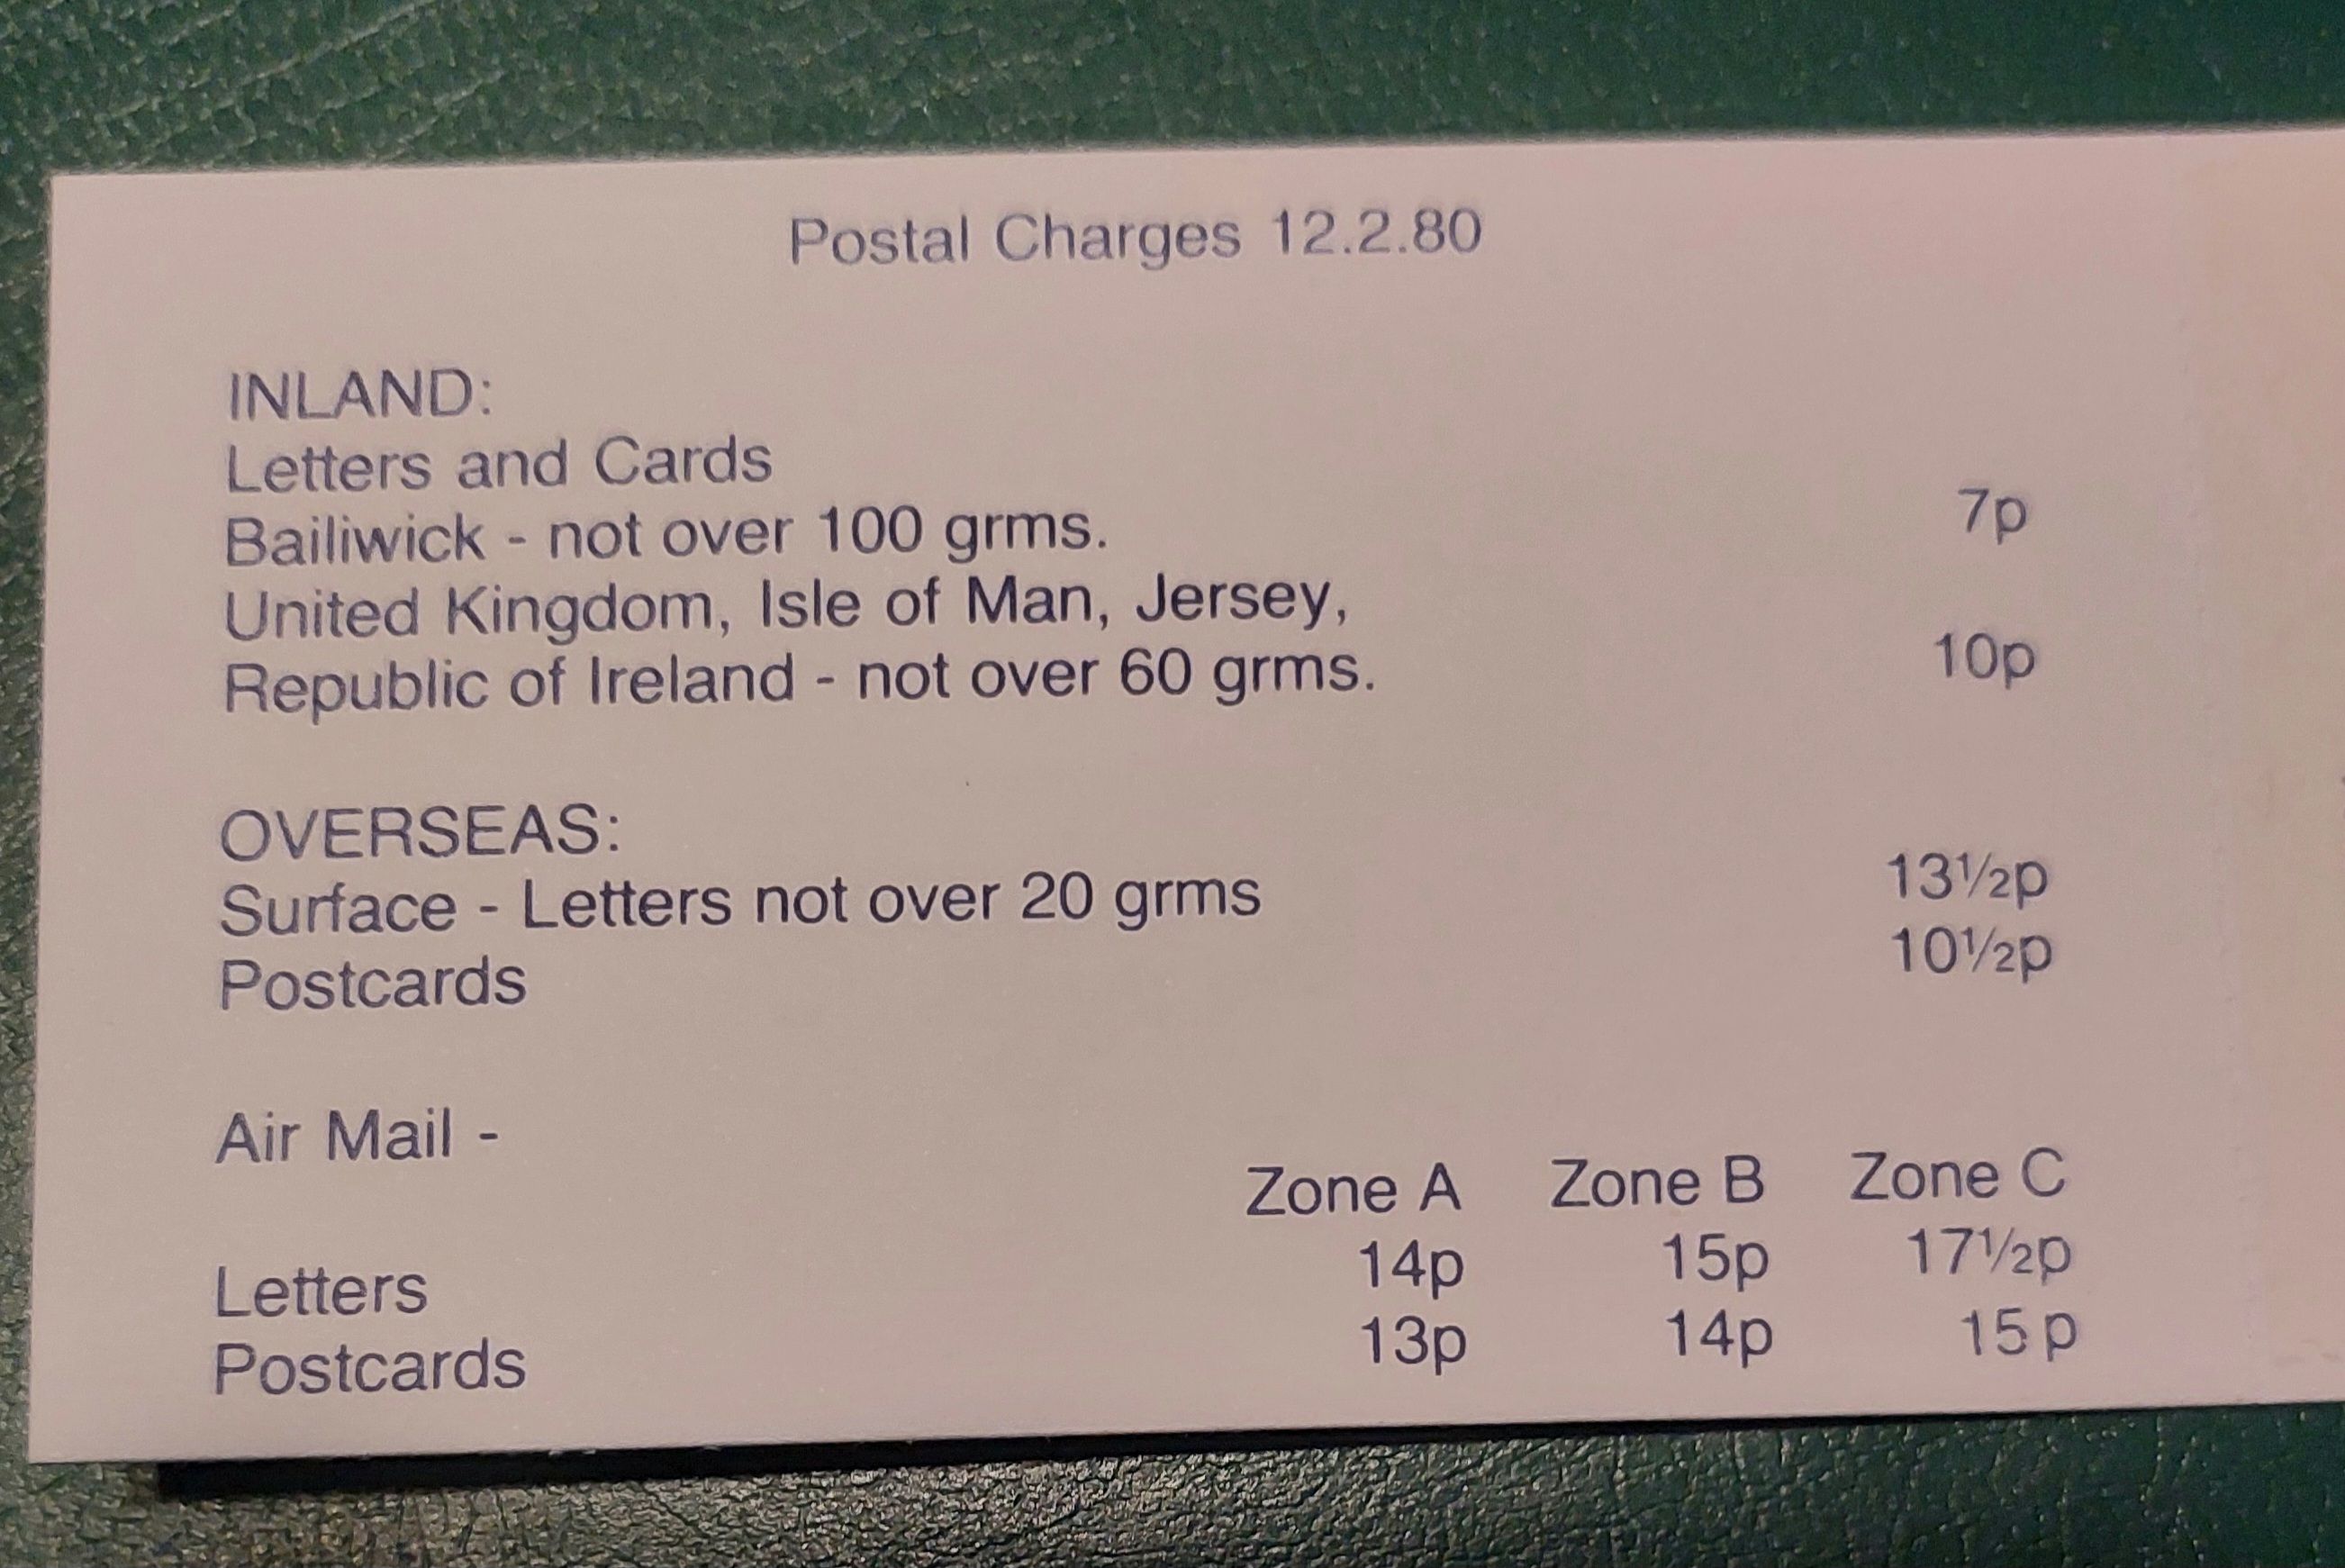 Postal Charges 12.2.80
INLAND:
Letters and Cards
Bailiwick - not over 100 grms. 7p
United Kingdom, Isle of Man, Jersey,
Republic of Ireland - not over 60 grms. 10p
OVERSEAS:
Surface - Letters not over 20 grms 13½p
Postcards 10½p
Air Mail -
Zone A Zone B Zone C
Letters 14p 15p 17½p
Postcards 13p 14p 15p